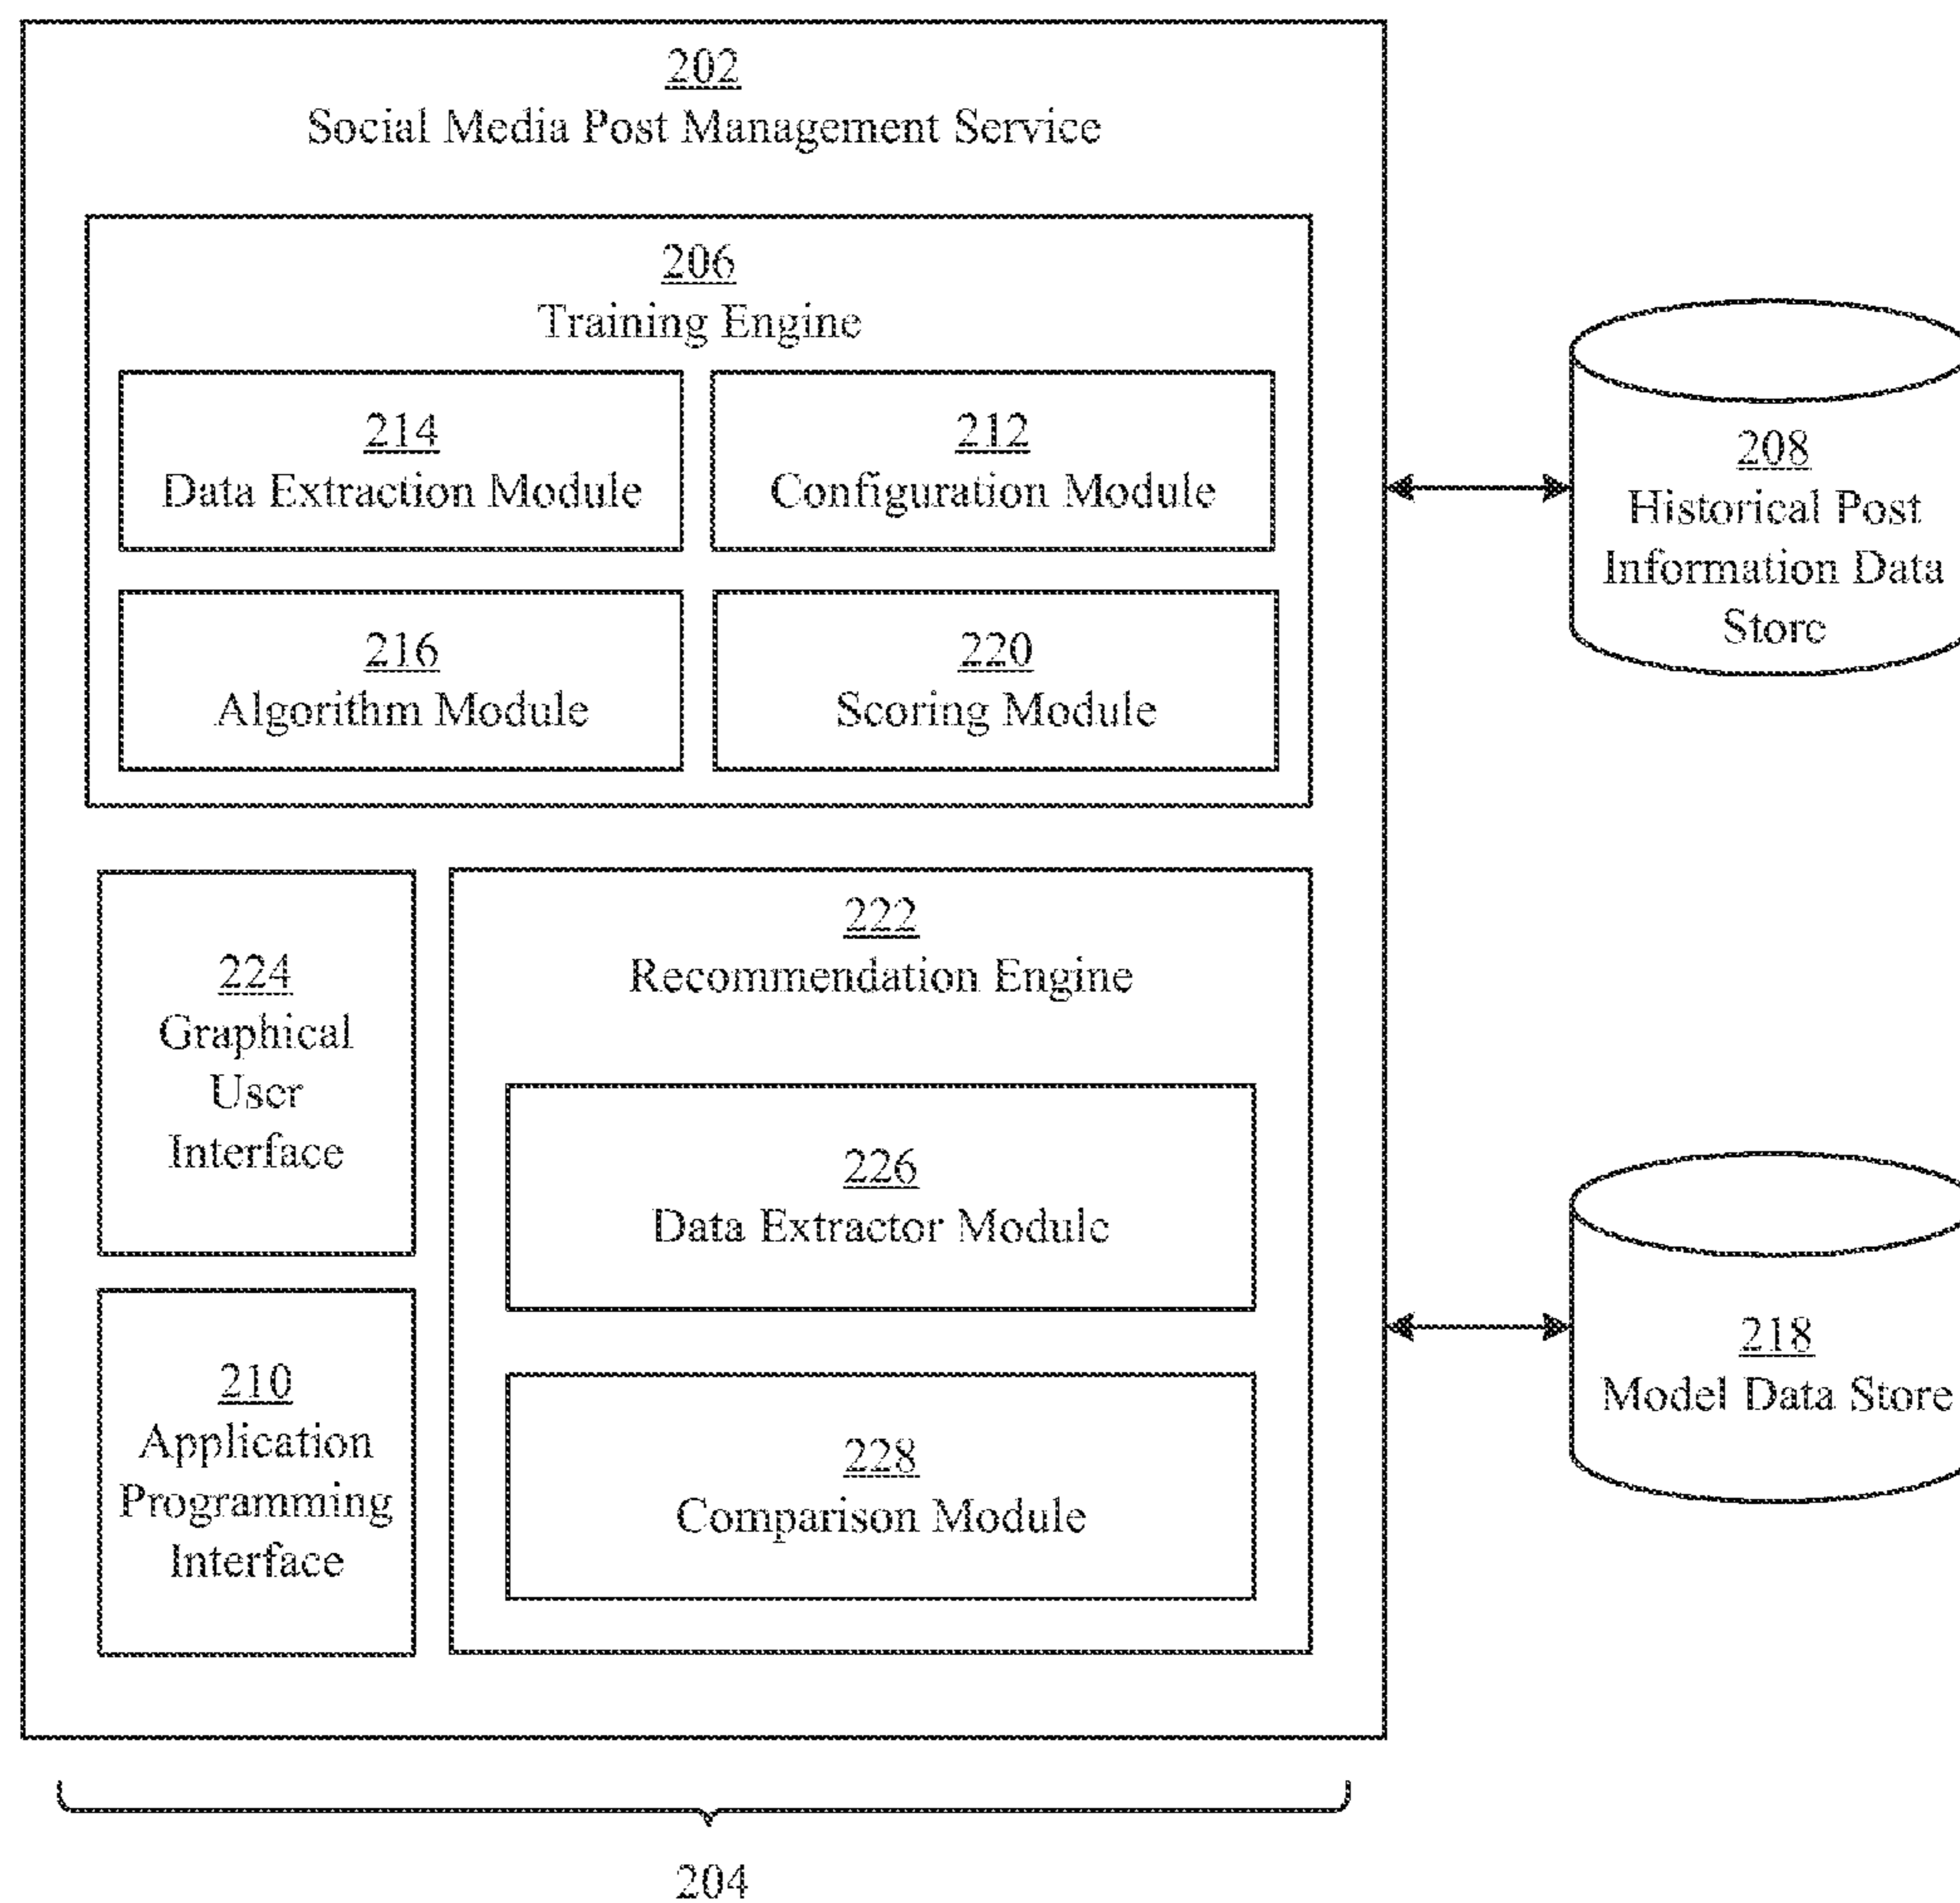 202
Social Media Post Management Service
206
Training Engine
214
Data Extraction Module
212
Configuration Module
216
Algorithm Module
220
Scoring Module
208
Historical Post
Information Data
Store
224
Graphical
User
Interface
222
Recommendation Engine
226
Data Extractor Module
228
Comparison Module
210
Application
Programming
Interface
218
Model Data Store
204